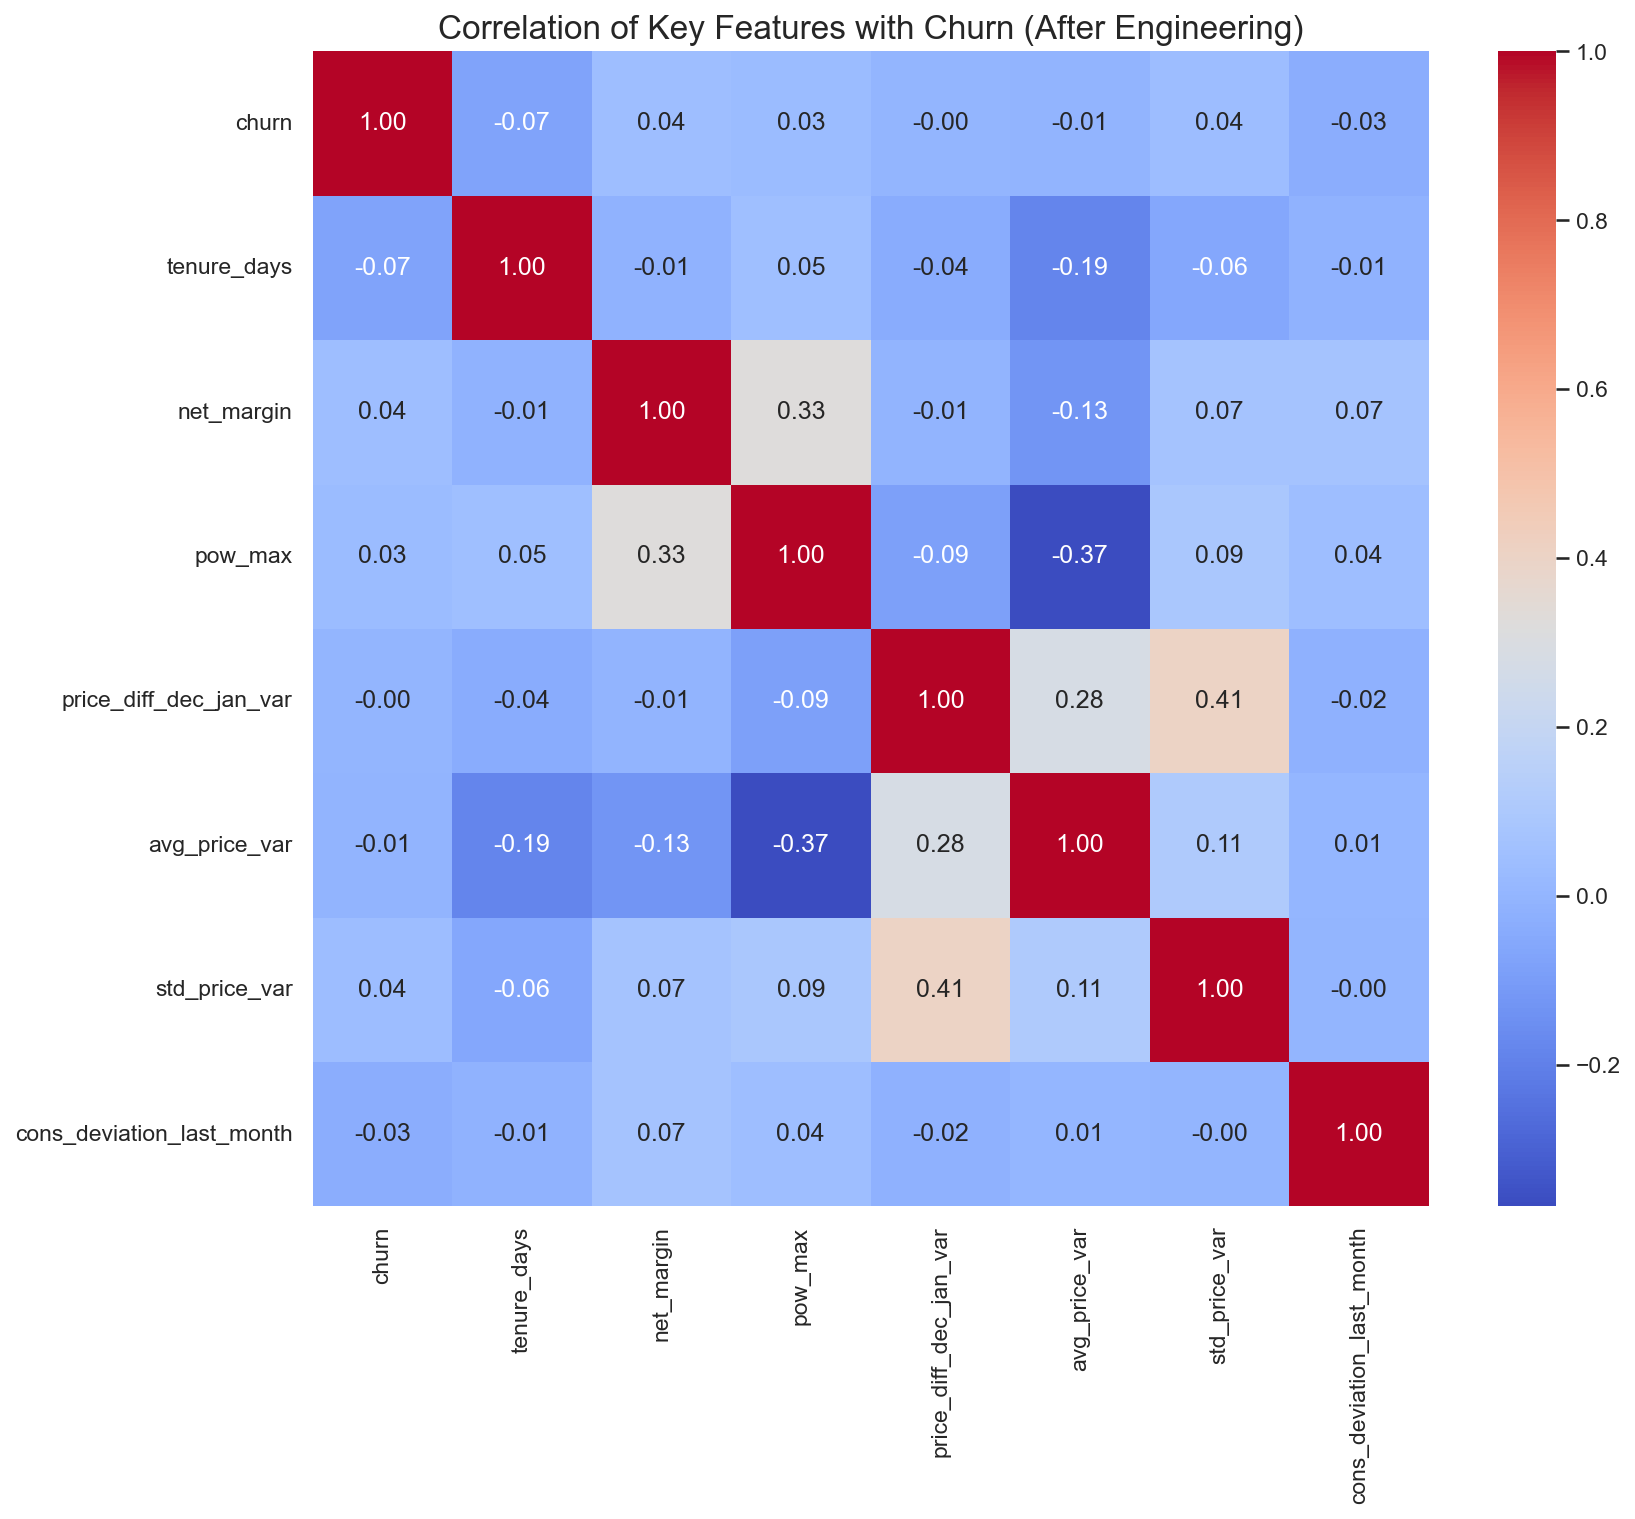 Correlation of Key Features with Churn (After Engineering)
churn 1.00 -0.07 0.04 0.03 -0.00 -0.01 0.04 -0.03
tenure_days -0.07 1.00 -0.01 0.05 -0.04 -0.19 -0.06 -0.01
net_margin 0.04 -0.01 1.00 0.33 -0.01 -0.13 0.07 0.07
pow_max 0.03 0.05 0.33 1.00 -0.09 -0.37 0.09 0.04
price_diff_dec_jan_var -0.00 -0.04 -0.01 -0.09 1.00 0.28 0.41 -0.02
avg_price_var -0.01 -0.19 -0.13 -0.37 0.28 1.00 0.11 0.01
std_price_var 0.04 -0.06 0.07 0.09 0.41 0.11 1.00 -0.00
cons_deviation_last_month -0.03 -0.01 0.07 0.04 -0.02 0.01 -0.00 1.00
churn
tenure_days
net_margin
pow_max
price_diff_dec_jan_var
avg_price_var
std_price_var
cons_deviation_last_month
1.0
0.8
0.6
0.4
0.2
0.0
−0.2